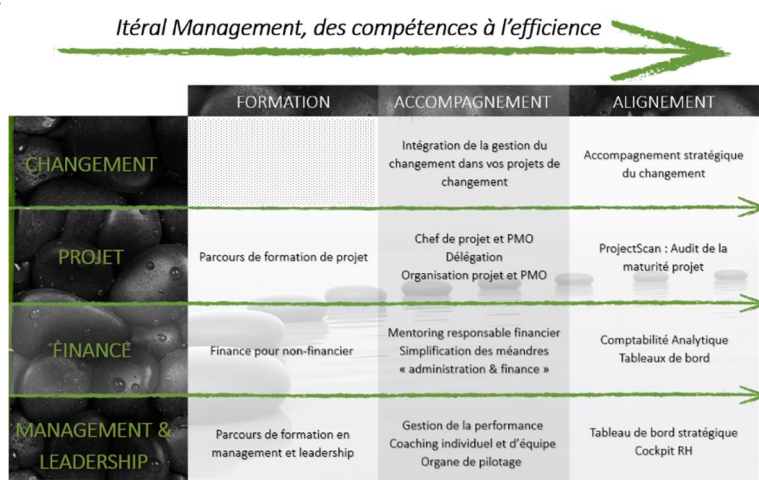 Itéral Management, des compétences à l'efficience
FORMATION
ACCOMPAGNEMENT
ALIGNEMENT
CHANGEMENT
Intégration de la gestion du
changement dans vos projets de
changement
Accompagnement stratégique
du changement
PROJET
Parcours de formation de projet
Chef de projet et PMO
Délégation
Organisation projet et PMO
ProjectScan : Audit de la
maturité projet
FINANCE
Finance pour non-financier
Mentoring responsable financier
Simplification des méandres
« administration & finance »
Comptabilité Analytique
Tableaux de bord
MANAGEMENT &
LEADERSHIP
Parcours de formation en
management et leadership
Gestion de la performance
Coaching individuel et d'équipe
Organe de pilotage
Tableau de bord stratégique
Cockpit RH